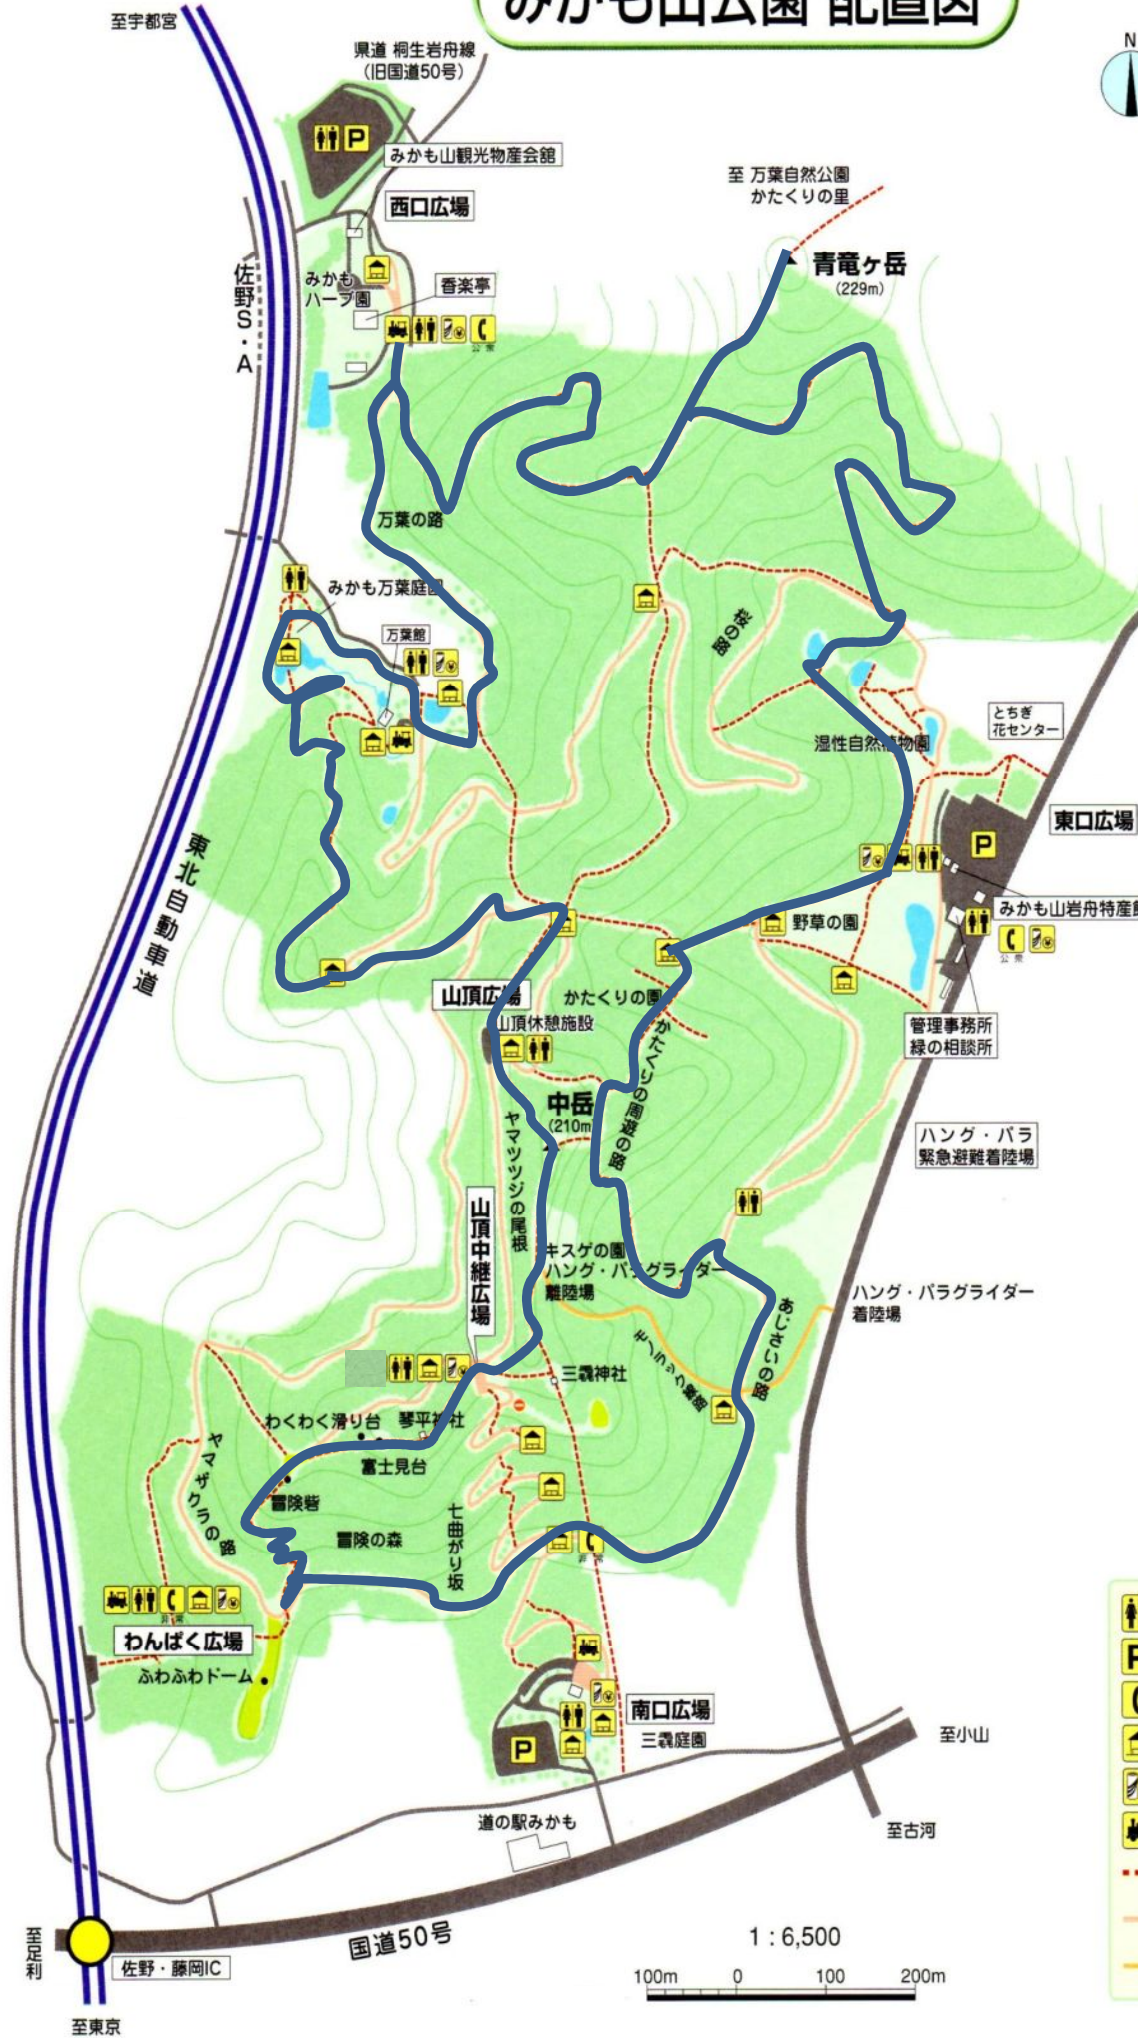 みかも山公園 配置図
至宇都宮
県道 桐生岩舟線
(旧国道50号)
N
P
みかも山観光物産会館
西口広場
至 万葉自然公園
かたくりの里
青竜ヶ岳
(229m)
佐野S・A
みかも
ハーブ園
香楽亭
公衆
万葉の路
みかも万葉庭園
万葉館
桜の路
とちぎ
花センター
湿性自然植物園
東口広場
P
東北自動車道
野草の園
みかも山岩舟特産館
公衆
山頂広場
かたくりの園
山頂休憩施設
管理事務所
緑の相談所
かたくりの周遊の路
中岳
(210m
ヤマツツジの尾根
ハング・パラ
緊急避難着陸場
山頂中継広場
キスゲの園
ハング・パラグライダー
離陸場
ハング・パラグライダー
着陸場
あじさいの路
三毳神社
わくわく滑り台
琴平神社
富士見台
ヤマザクラの路
冒険砦
冒険の森
七曲がり坂
非常
非常
わんぱく広場
ふわふわドーム
南口広場
三毳庭園
P
至小山
道の駅みかも
至古河
国道50号
至足利
佐野・藤岡IC
至東京
1:6,500
100m 0 100 200m